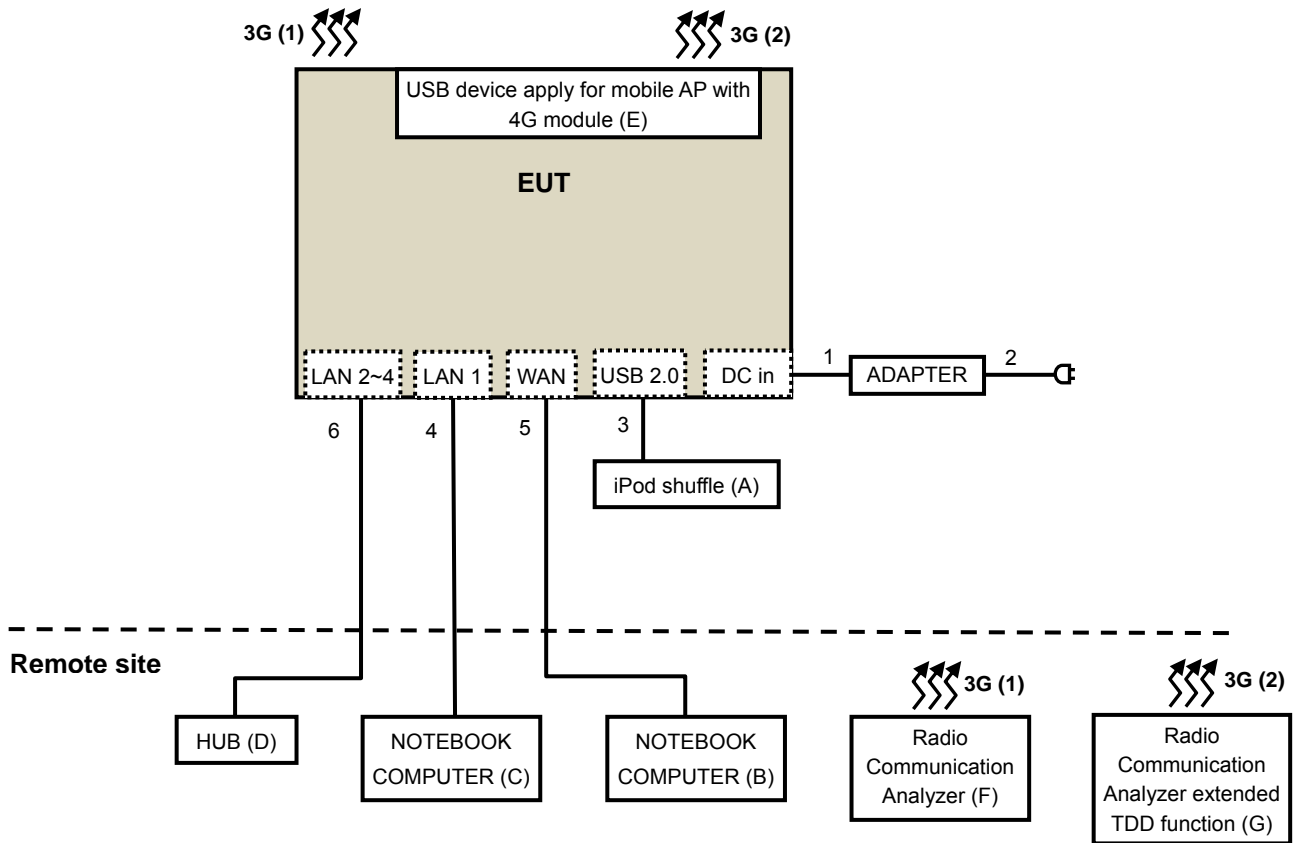 3G (1)
3G (2)
USB device apply for mobile AP with
4G module (E)
EUT
LAN 2~4
LAN 1
WAN
USB 2.0
DC in
1
ADAPTER
2
6
4
5
3
iPod shuffle (A)
Remote site
3G (1)
3G (2)
HUB (D)
NOTEBOOK
COMPUTER (C)
NOTEBOOK
COMPUTER (B)
Radio
Communication
Analyzer (F)
Radio
Communication
Analyzer extended
TDD function (G)